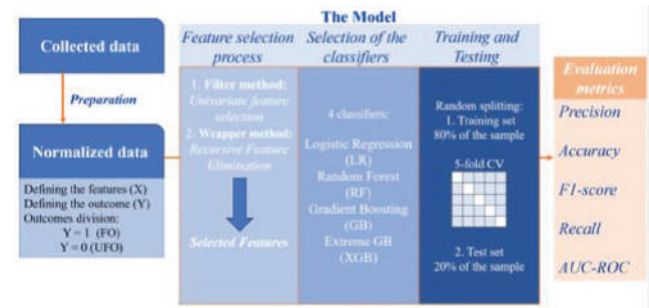 The Model
Collected data
Preparation
Normalized data
Defining the features (X)
Defining the outcome (Y)
Outcomes division:
Y = 1 (FO)
Y = 0 (UFO)
Feature selection
process
1. Filter method:
Univariate feature
selection
2. Wrapper method:
Recursive Feature
Elimination
Selected Features
Selection of the
classifiers
4 classifiers:
Logistic Regression
(LR)
Random Forest
(RF)
Gradient Boosting
(GB)
Extreme GB
(XGB)
Training and
Testing
Random splitting:
1. Training set
80% of the sample
5-fold CV
2. Test set
20% of the sample
Evaluation
metrics
Precision
Accuracy
F1-score
Recall
AUC-ROC